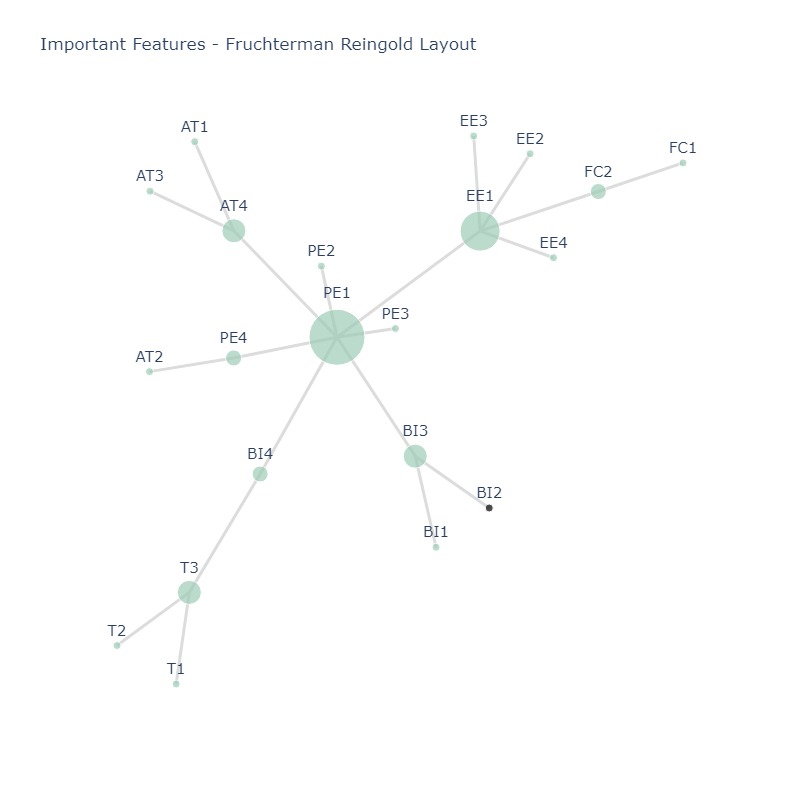 Important Features - Fruchterman Reingold Layout
EE3
AT1
EE2
FC1
FC2
AT3
EE1
AT4
EE4
PE2
PE1
PE3
PE4
AT2
BI3
BI4
BI2
BI1
T3
T2
T1